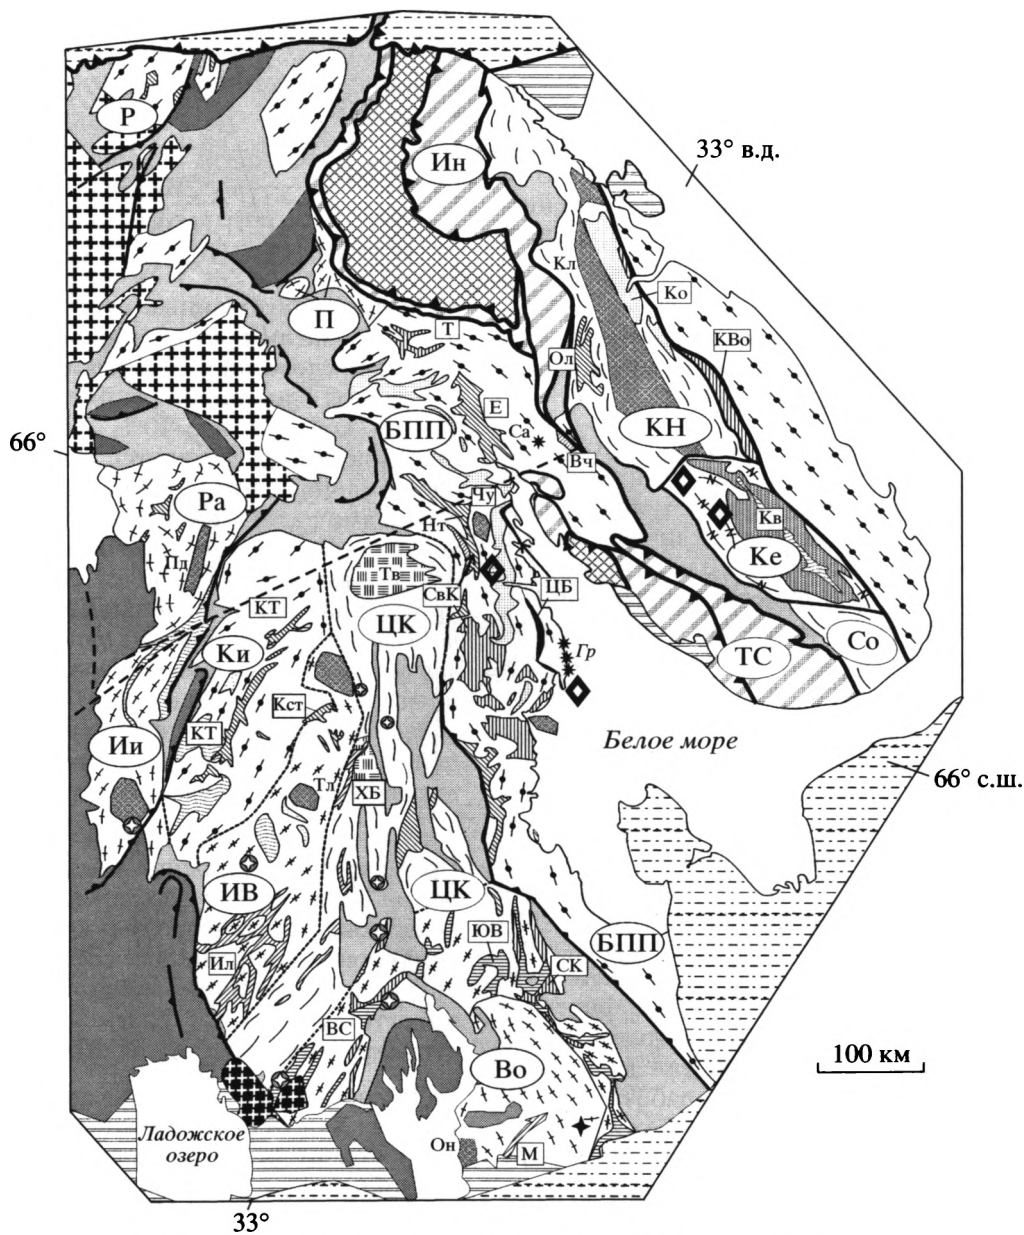 Р
Ин
33° в.д.
Кл
Ко
П
Т
КВо
Ол
Е
66°
БПП
Са
КН
Вч
Ра
Чу
Кв
Нт
Ке
Пд
Тв
СвК
ЦБ
КТ
ЦК
Со
Ки
Гр
ТС
Кст
КТ
Ии
Белое море
66° с.ш.
Тл
ХБ
ИВ
ЦК
ЮВ
БПП
Ил
СК
ВС
100 км
Во
Ладожское
озеро
Он
М
33°